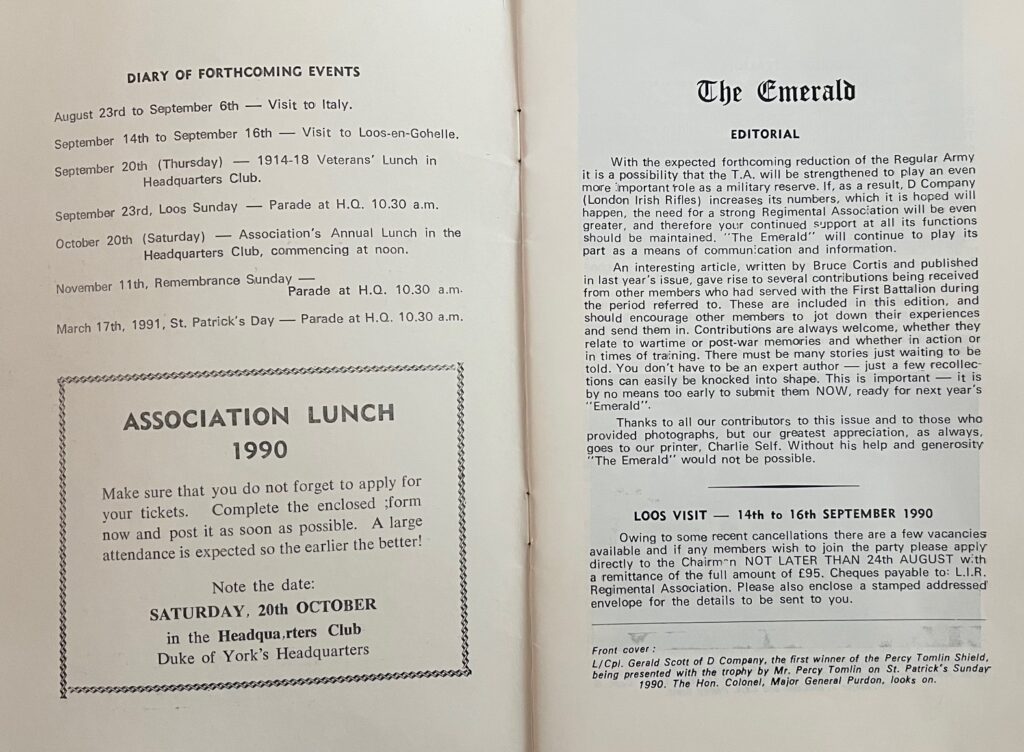 DIARY OF FORTHCOMING EVENTS
August 23rd to September 6th — Visit to Italy.
September 14th to September 16th — Visit to Loos-en-Gohelle.
September 20th (Thursday) — 1914-18 Veterans' Lunch in
Headquarters Club.
September 23rd, Loos Sunday — Parade at H.Q. 10.30 a.m.
October 20th (Saturday) — Association's Annual Lunch in the
Headquarters Club, commencing at noon.
November 11th, Remembrance Sunday —
Parade at H.Q. 10.30 a.m.
March 17th, 1991, St. Patrick's Day — Parade at H.Q. 10.30 a.m.
ASSOCIATION LUNCH
1990
Make sure that you do not forget to apply for
your tickets. Complete the enclosed ;form
now and post it as soon as possible. A large
attendance is expected so the earlier the better!
Note the date:
SATURDAY, 20th OCTOBER
in the Headqua,rters Club
Duke of York's Headquarters
The Emerald
EDITORIAL
With the expected forthcoming reduction of the Regular Army
it is a possibility that the T.A. will be strengthened to play an even
more important role as a military reserve. If, as a result, D Company
(London Irish Rifles) increases its numbers, which it is hoped will
happen, the need for a strong Regimental Association will be even
greater, and therefore your continued support at all its functions
should be maintained. "The Emerald" will continue to play its
part as a means of communication and information.
An interesting article, written by Bruce Cortis and published
in last year's issue, gave rise to several contributions being received
from other members who had served with the First Battalion during
the period referred to. These are included in this edition, and
should encourage other members to jot down their experiences
and send them in. Contributions are always welcome, whether they
relate to wartime or post-war memories and whether in action or
in times of training. There must be many stories just waiting to be
told. You don't have to be an expert author — just a few recollec-
tions can easily be knocked into shape. This is important — it is
by no means too early to submit them NOW, ready for next year's
"Emerald".
Thanks to all our contributors to this issue and to those who
provided photographs, but our greatest appreciation, as always,
goes to our printer, Charlie Self. Without his help and generosity
"The Emerald" would not be possible.
LOOS VISIT — 14th to 16th SEPTEMBER 1990
Owing to some recent cancellations there are a few vacancies
available and if any members wish to join the party please apply
directly to the Chairman NOT LATER THAN 24th AUGUST with
a remittance of the full amount of £95. Cheques payable to: L.I.R.
Regimental Association. Please also enclose a stamped addressed
envelope for the details to be sent to you.
Front cover :
L/Cpl. Gerald Scott of D Company, the first winner of the Percy Tomlin Shield,
being presented with the trophy by Mr. Percy Tomlin on St. Patrick's Sunday
1990. The Hon. Colonel, Major General Purdon, looks on.